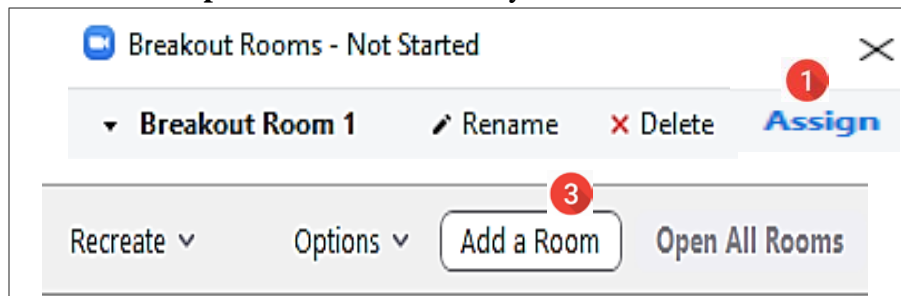 Breakout Rooms - Not Started
1
Breakout Room 1 Rename Delete Assign
3
Recreate Options Add a Room Open All Rooms